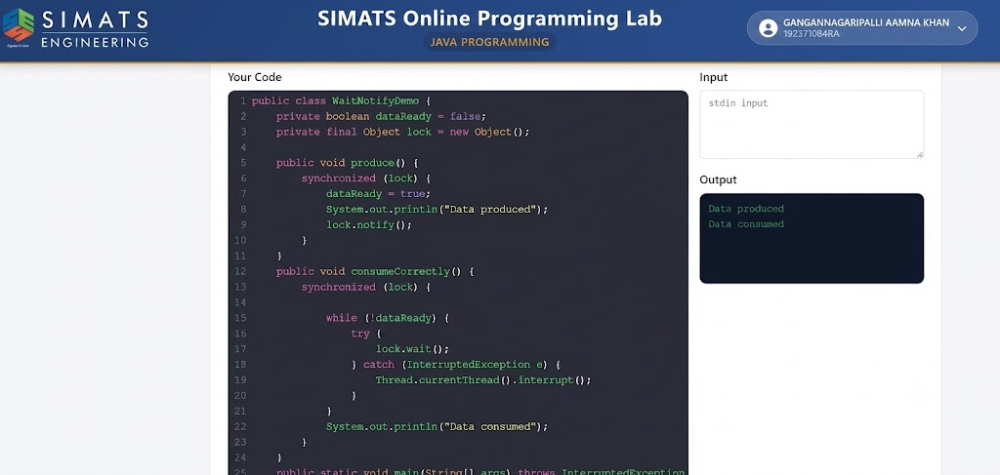 SIMATS
ENGINEERING
Engineer to Excel
SIMATS Online Programming Lab
JAVA PROGRAMMING
GANGANNAGARIPALLI AAMNA KHAN
192371084RA
Your Code
1 public class WaitNotifyDemo {
2     private boolean dataReady = false;
3     private final Object lock = new Object();
4
5     public void produce() {
6         synchronized (lock) {
7             dataReady = true;
8             System.out.println("Data produced");
9             lock.notify();
10         }
11     }
12     public void consumeCorrectly() {
13         synchronized (lock) {
14
15             while (!dataReady) {
16                 try {
17                     lock.wait();
18                 } catch (InterruptedException e) {
19                     Thread.currentThread().interrupt();
20                 }
21             }
22             System.out.println("Data consumed");
23         }
24     }
25     public static void main(String[] args) throws InterruptedException
Input
stdin input
Output
Data produced
Data consumed